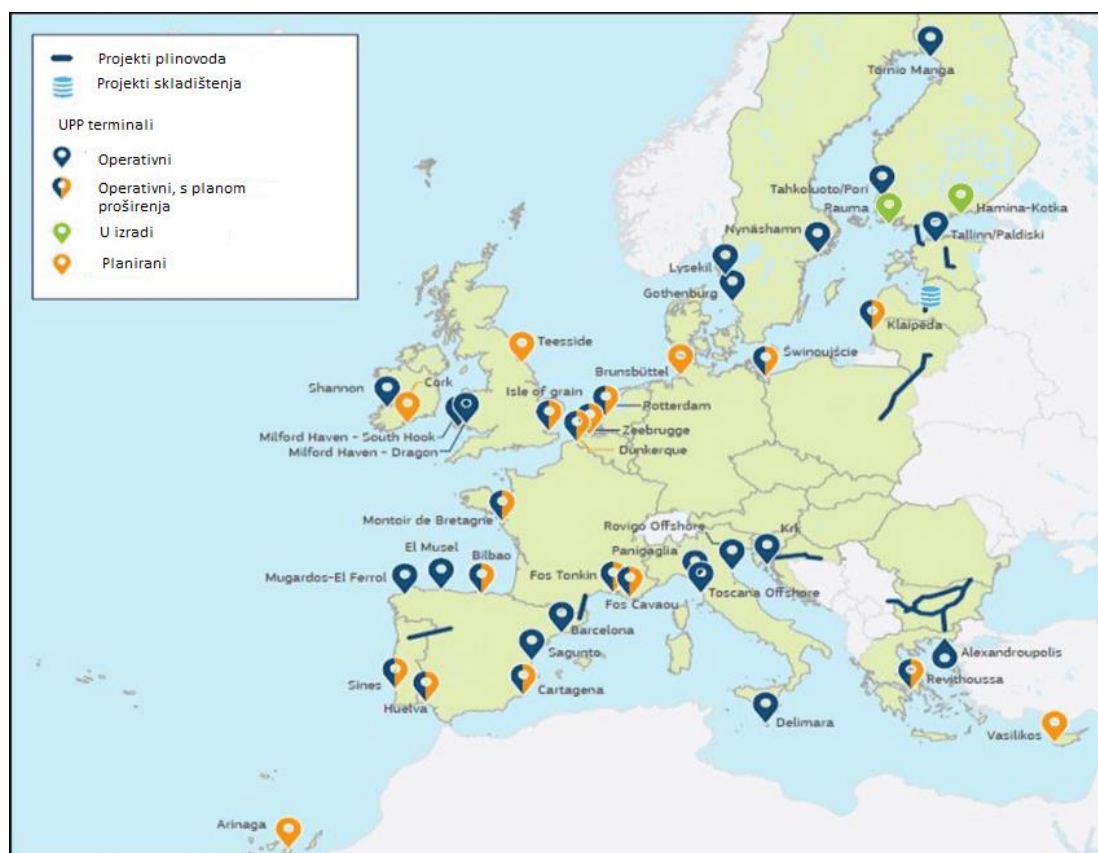 Projekti plinovoda
Projekti skladištenja
UPP terminali
Operativni
Operativni, s planom
proširenja
U izradi
Planirani
Tornio Manga
Tahkoluoto/Pori
Rauma
Hamina-Kotka
Nynäshamn
Tallinn/Paldiski
Lysekil
Gothenburg
Klaipėda
Teesside
Świnoujście
Brunsbüttel
Shannon
Cork
Isle of grain
Rotterdam
Zeebrugge
Milford Haven - South Hook
Milford Haven - Dragon
Dunkerque
Montoir de Bretagne
Rovigo Offshore
Krk
El Musel
Bilbao
Panigaglia
Mugardos-El Ferrol
Fos Tonkin
Toscana Offshore
Fos Cavaou
Barcelona
Sagunto
Alexandroupolis
Revithoussa
Sines
Cartagena
Huelva
Delimara
Vasilikos
Arinaga